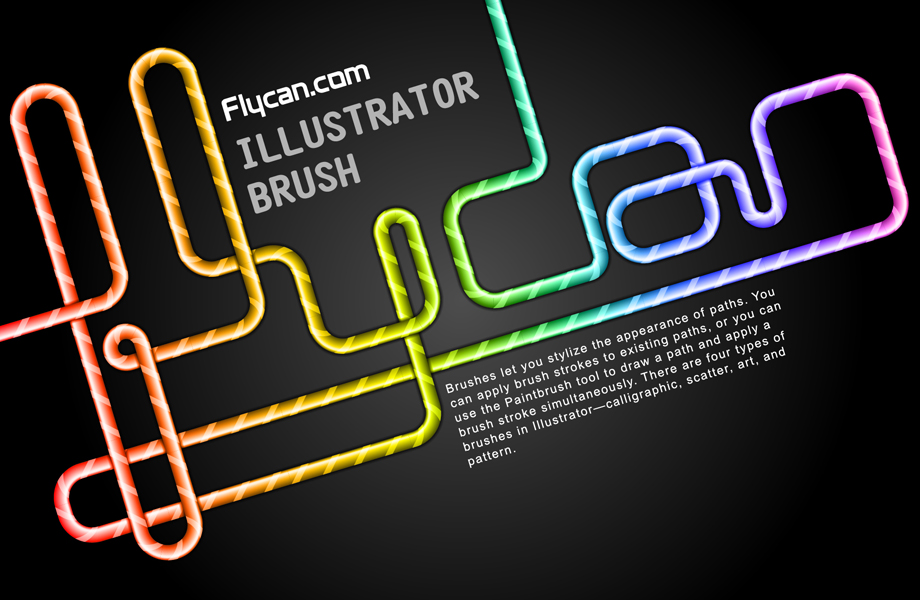 Flycan.com
ILLUSTRATOR
BRUSH
flycan
Brushes let you stylize the appearance of paths. You
can apply brush strokes to existing paths, or you can
use the Paintbrush tool to draw a path and apply a
brush stroke simultaneously. There are four types of
brushes in Illustrator—calligraphic, scatter, art, and
pattern.